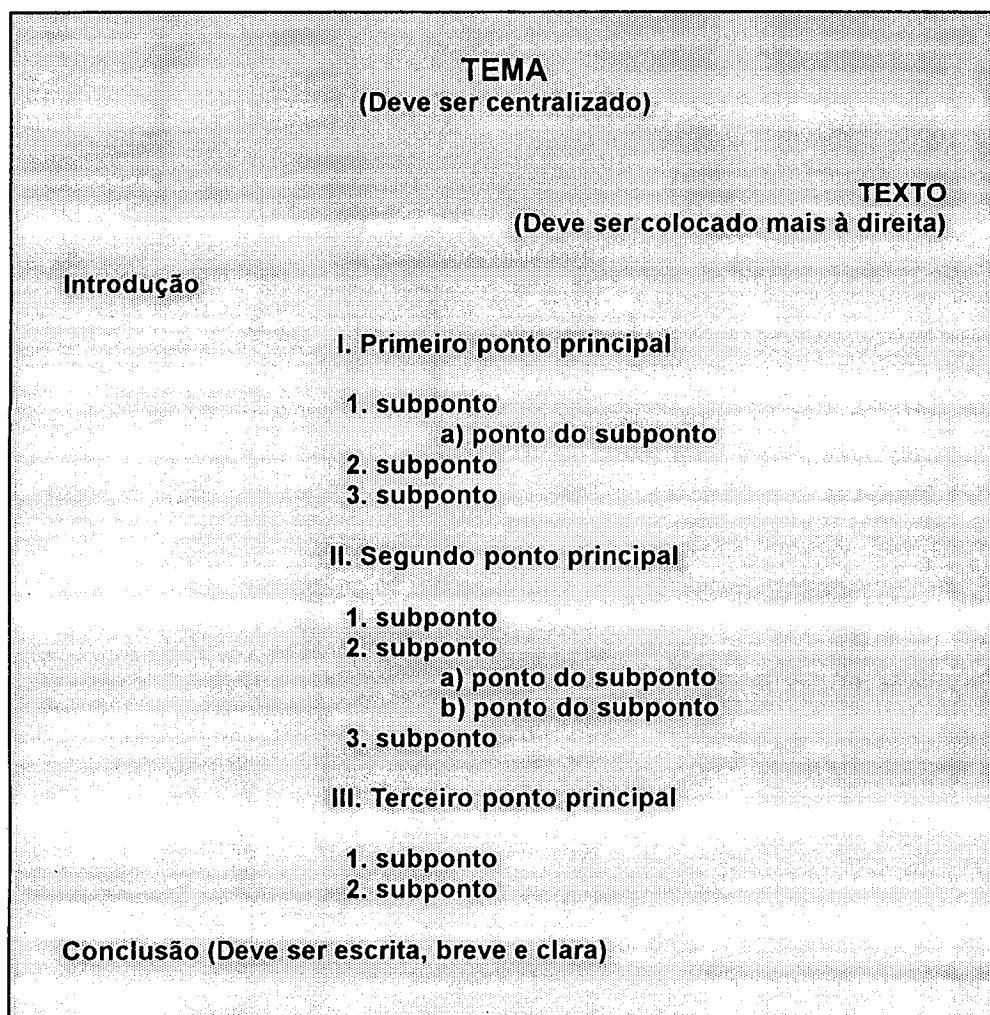 TEMA
(Deve ser centralizado)
TEXTO
(Deve ser colocado mais à direita)
Introdução
I. Primeiro ponto principal
1. subponto
a) ponto do subponto
2. subponto
3. subponto
II. Segundo ponto principal
1. subponto
2. subponto
a) ponto do subponto
b) ponto do subponto
3. subponto
III. Terceiro ponto principal
1. subponto
2. subponto
Conclusão (Deve ser escrita, breve e clara)